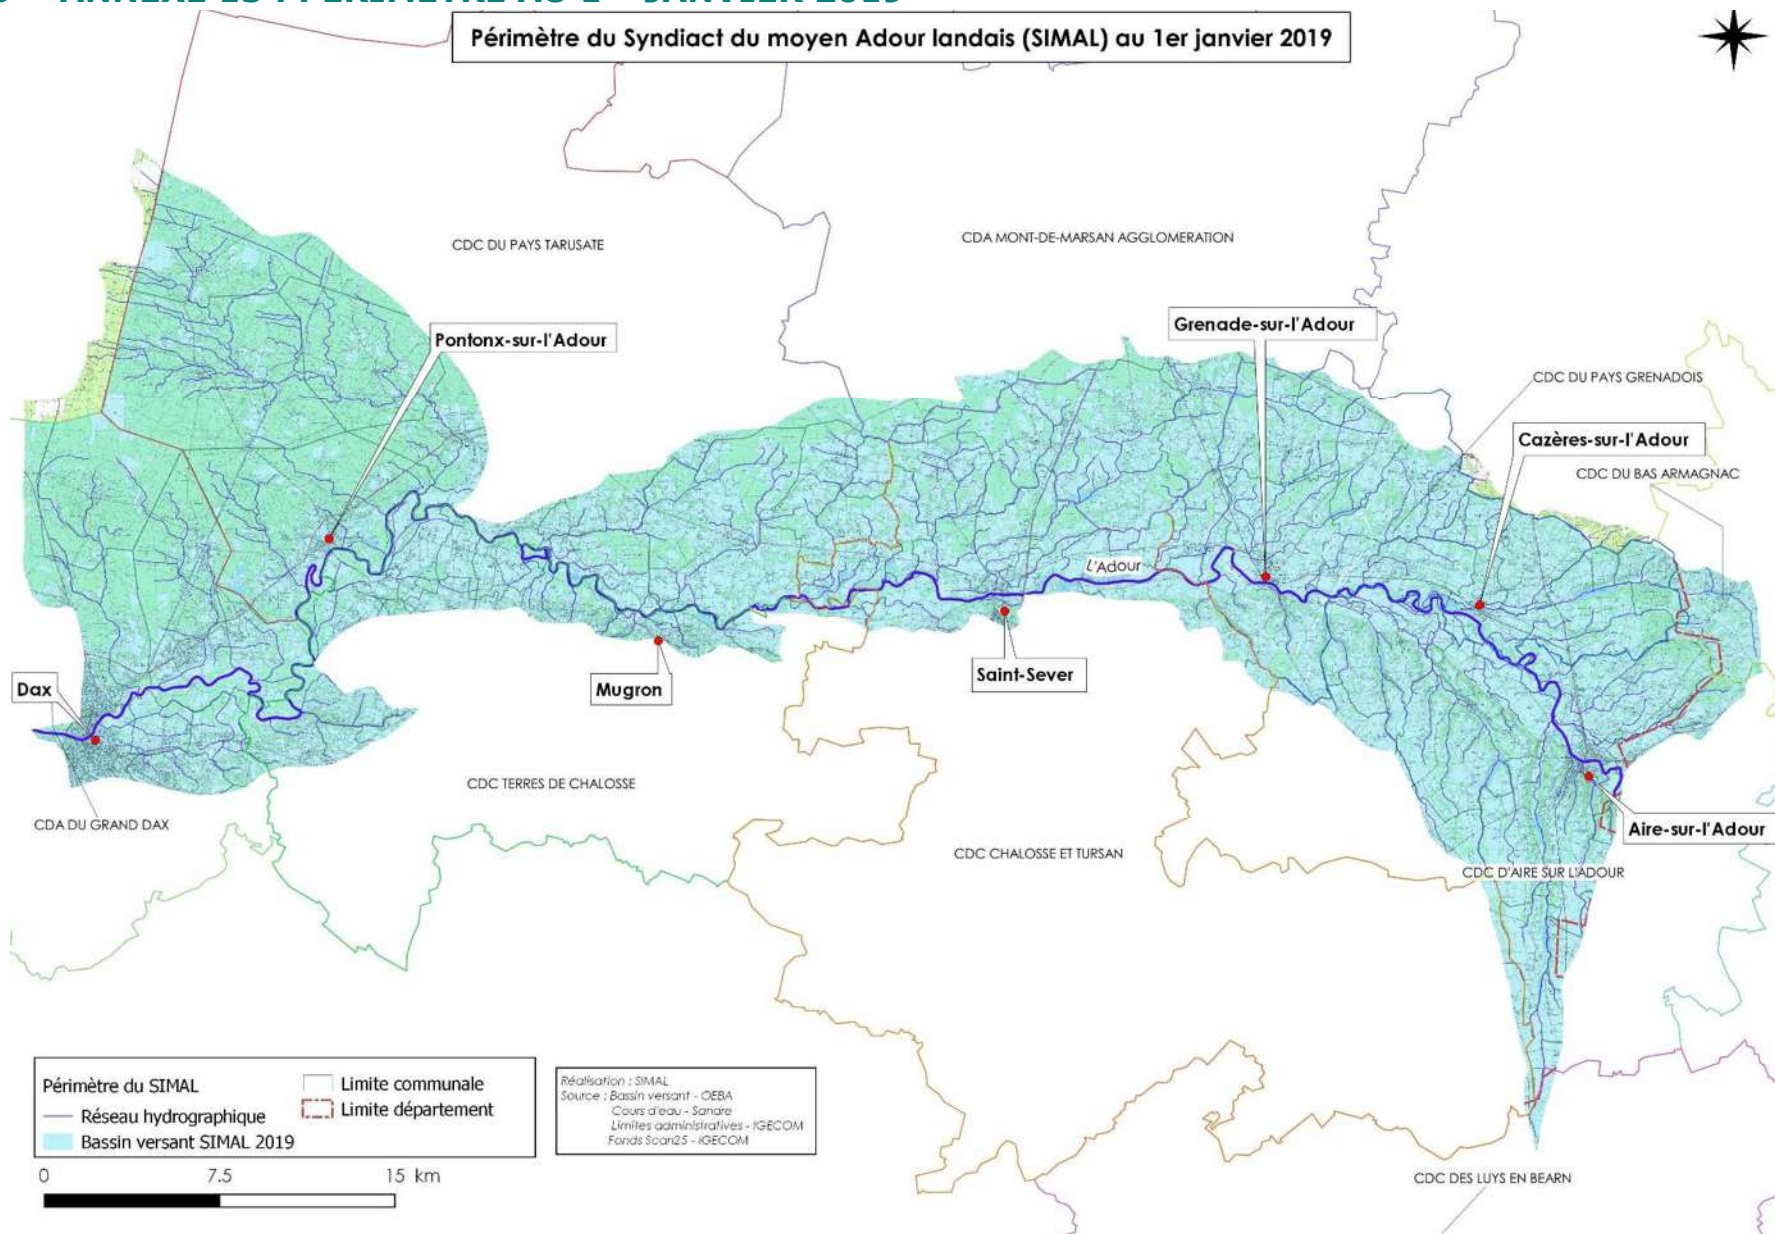 Périmètre du Syndiact du moyen Adour landais (SIMAL) au 1er janvier 2019
CDC DU PAYS TARUSATE
CDA MONT-DE-MARSAN AGGLOMERATION
Pontonx-sur-l'Adour
Grenade-sur-l'Adour
CDC DU PAYS GRENADOIS
Cazères-sur-l'Adour
CDC DU BAS ARMAGNAC
L'Adour
Dax
Mugron
Saint-Sever
CDC TERRES DE CHALOSSE
CDA DU GRAND DAX
CDC CHALOSSE ET TURSAN
Aire-sur-l'Adour
CDC D'AIRE SUR L'ADOUR
Périmètre du SIMAL
Réseau hydrographique
Bassin versant SIMAL 2019
Limite communale
Limite département
Réalisation : SIMAL
Source : Bassin versant - OEBA
Cours d'eau - Sandre
Limites administratives - IGECOM
Fonds Scan25 - IGECOM
0 7.5 15 km
CDC DES LUYS EN BEARN